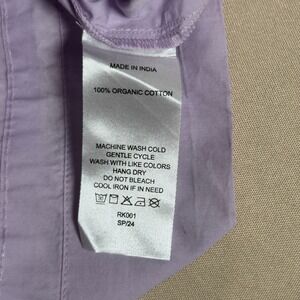 MADE IN INDIA
100% ORGANIC COTTON
MACHINE WASH COLD
GENTLE CYCLE
WASH WITH LIKE COLORS
HANG DRY
DO NOT BLEACH
COOL IRON IF IN NEED
RK001
SP/24